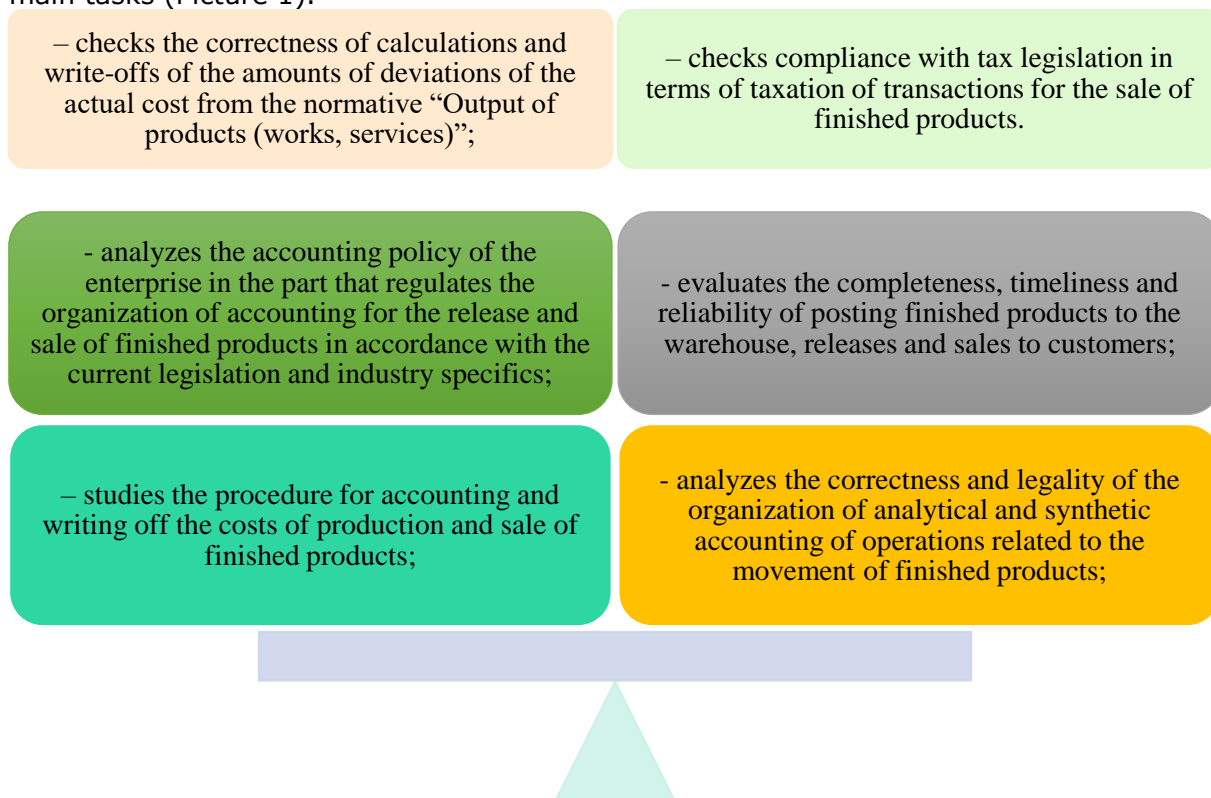 main tasks (Picture 1).
– checks the correctness of calculations and
write-offs of the amounts of deviations of the
actual cost from the normative “Output of
products (works, services)”;
– checks compliance with tax legislation in
terms of taxation of transactions for the sale of
finished products.
- analyzes the accounting policy of the
enterprise in the part that regulates the
organization of accounting for the release and
sale of finished products in accordance with the
current legislation and industry specifics;
- evaluates the completeness, timeliness and
reliability of posting finished products to the
warehouse, releases and sales to customers;
– studies the procedure for accounting and
writing off the costs of production and sale of
finished products;
- analyzes the correctness and legality of the
organization of analytical and synthetic
accounting of operations related to the
movement of finished products;